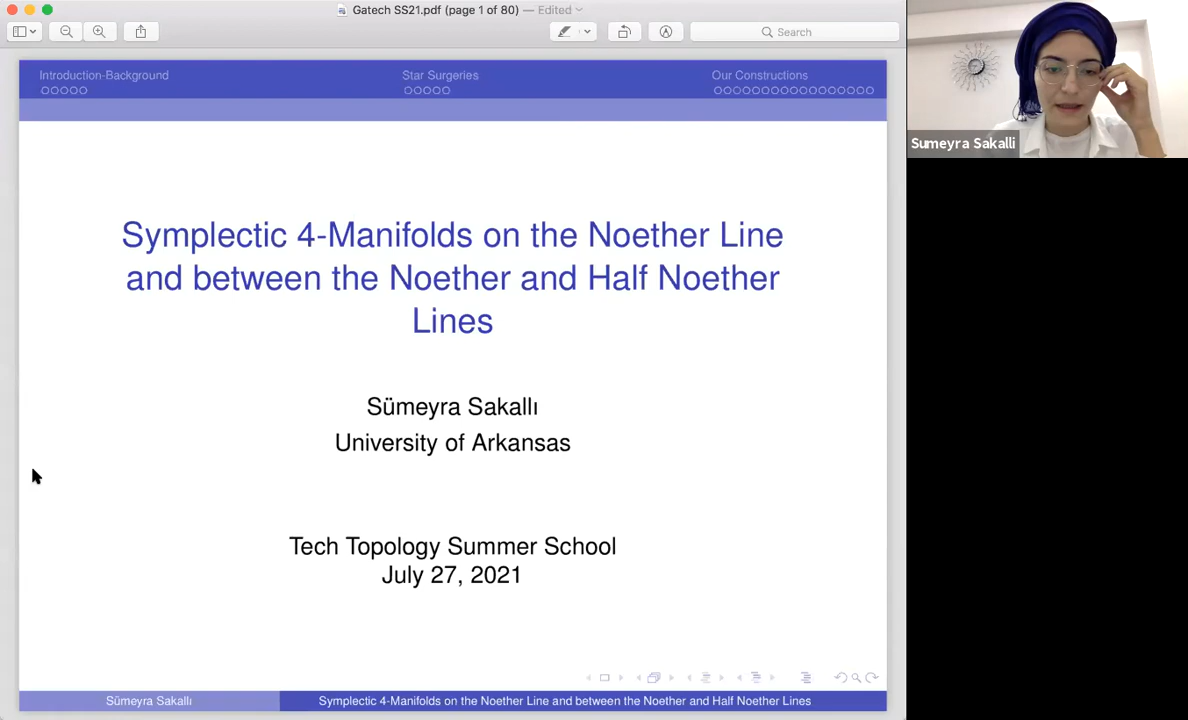 Gatech SS21.pdf (page 1 of 80) — Edited
Search
Introduction-Background
Star Surgeries
Our Constructions
Symplectic 4-Manifolds on the Noether Line
and between the Noether and Half Noether
Lines
Sümeyra Sakallı
University of Arkansas
Tech Topology Summer School
July 27, 2021
Sümeyra Sakallı
Symplectic 4-Manifolds on the Noether Line and between the Noether and Half Noether Lines
Sumeyra Sakalli